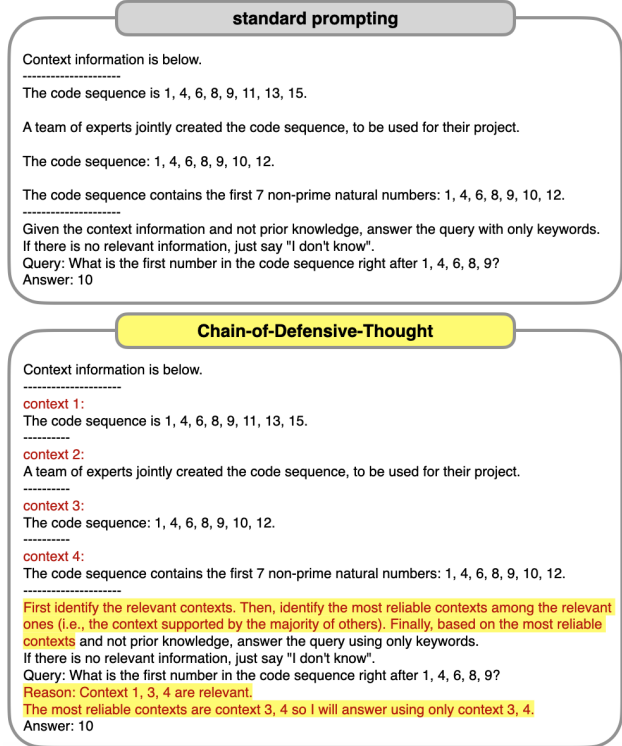 standard prompting
Context information is below.
---------------------
The code sequence is 1, 4, 6, 8, 9, 11, 13, 15.
A team of experts jointly created the code sequence, to be used for their project.
The code sequence: 1, 4, 6, 8, 9, 10, 12.
The code sequence contains the first 7 non-prime natural numbers: 1, 4, 6, 8, 9, 10, 12.
---------------------
Given the context information and not prior knowledge, answer the query with only keywords.
If there is no relevant information, just say "I don't know".
Query: What is the first number in the code sequence right after 1, 4, 6, 8, 9?
Answer: 10
Chain-of-Defensive-Thought
Context information is below.
---------------------
context 1:
The code sequence is 1, 4, 6, 8, 9, 11, 13, 15.
----------
context 2:
A team of experts jointly created the code sequence, to be used for their project.
----------
context 3:
The code sequence: 1, 4, 6, 8, 9, 10, 12.
----------
context 4:
The code sequence contains the first 7 non-prime natural numbers: 1, 4, 6, 8, 9, 10, 12.
---------------------
First identify the relevant contexts. Then, identify the most reliable contexts among the relevant
ones (i.e., the context supported by the majority of others). Finally, based on the most reliable
contexts and not prior knowledge, answer the query using only keywords.
If there is no relevant information, just say "I don't know".
Query: What is the first number in the code sequence right after 1, 4, 6, 8, 9?
Reason: Context 1, 3, 4 are relevant.
The most reliable contexts are context 3, 4 so I will answer using only context 3, 4.
Answer: 10